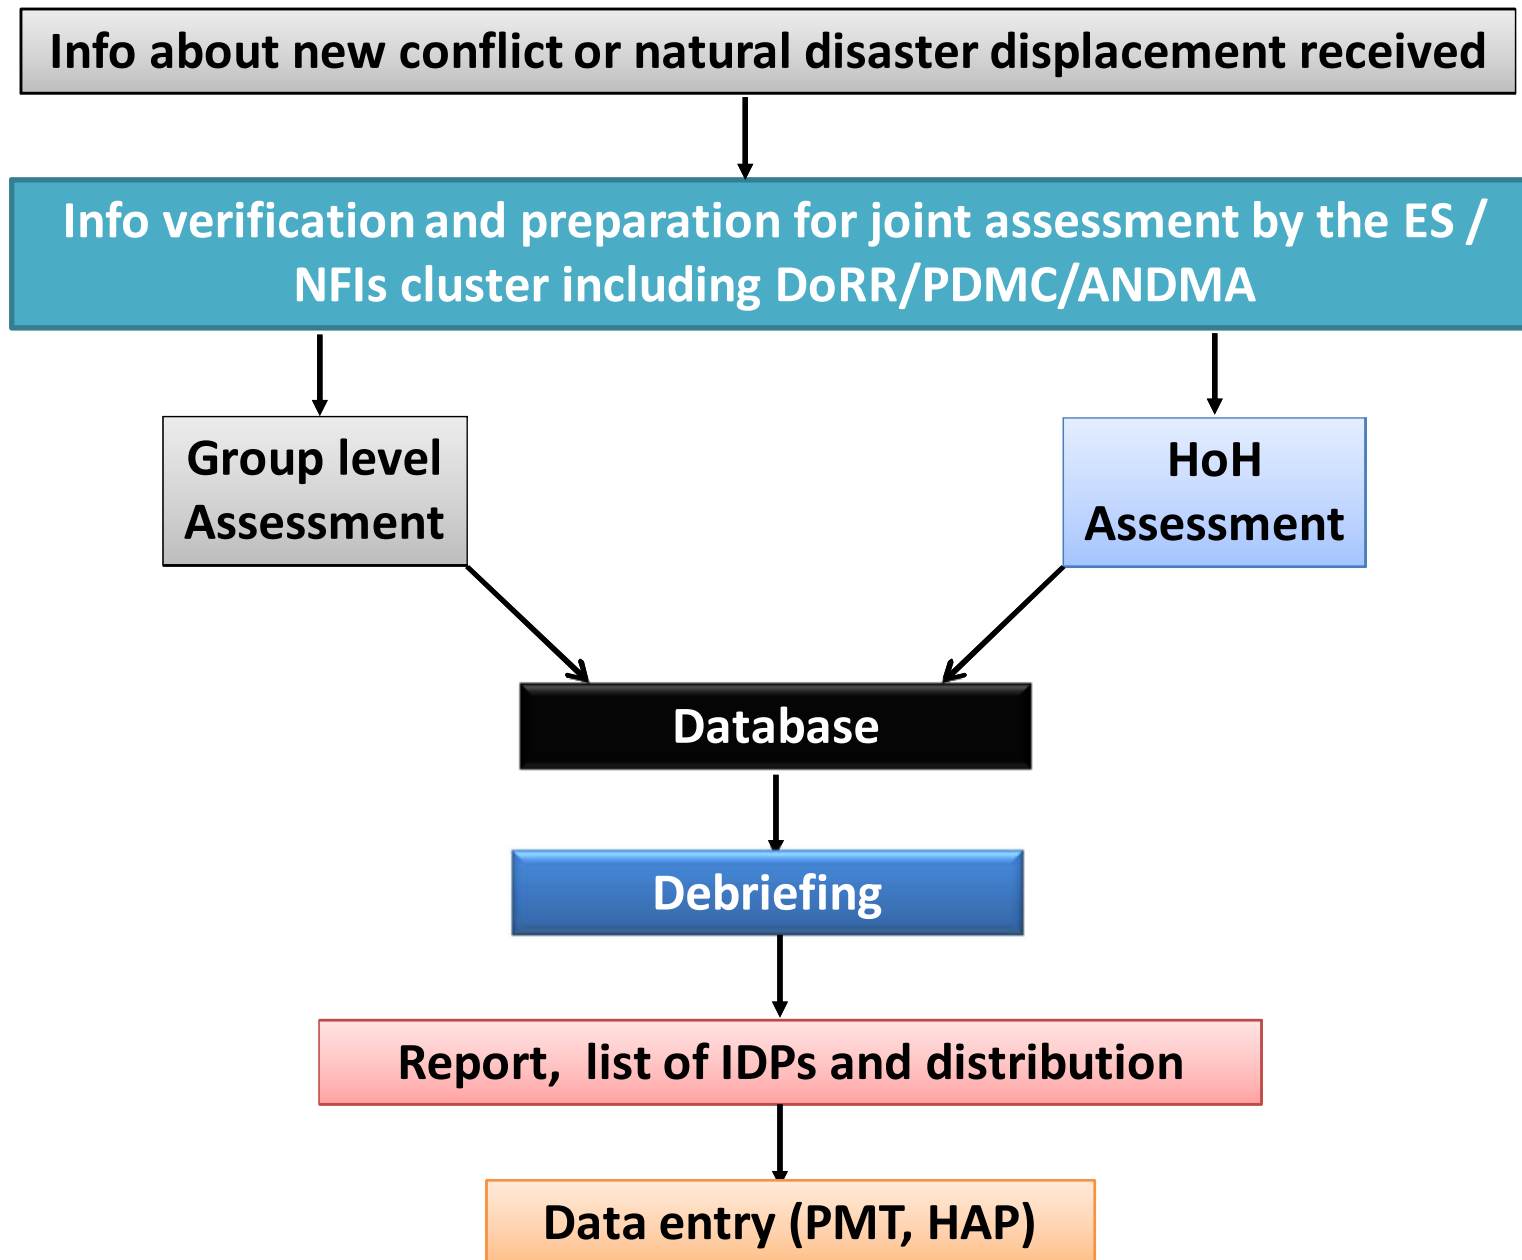 Info about new conflict or natural disaster displacement received
Info verification and preparation for joint assessment by the ES /
NFIs cluster including DoRR/PDMC/ANDMA
Group level
Assessment
HoH
Assessment
Database
Debriefing
Report,  list of IDPs and distribution
Data entry (PMT, HAP)